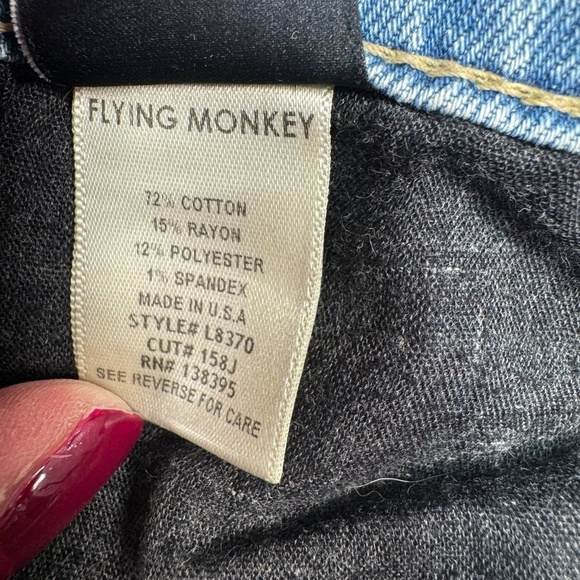 FLYING MONKEY
72% COTTON
15% RAYON
12% POLYESTER
1% SPANDEX
MADE IN U.S.A
STYLE# L8370
CUT# 158J
RN# 138395
SEE REVERSE FOR CARE